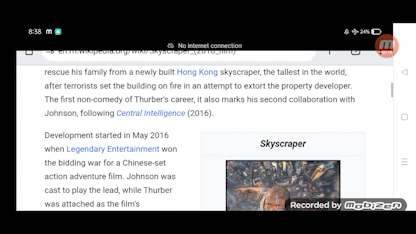 8:38 m
24%
No internet connection
en.m.wikipedia.org/wiki/Skyscraper_(2018_film)
rescue his family from a newly built Hong Kong skyscraper, the tallest in the world,
after terrorists set the building on fire in an attempt to extort the property developer.
The first non-comedy of Thurber's career, it also marks his second collaboration with
Johnson, following Central Intelligence (2016).
Development started in May 2016
when Legendary Entertainment won
the bidding war for a Chinese-set
action adventure film. Johnson was
cast to play the lead, while Thurber
was attached as the film's
Skyscraper
Recorded by Mobizen